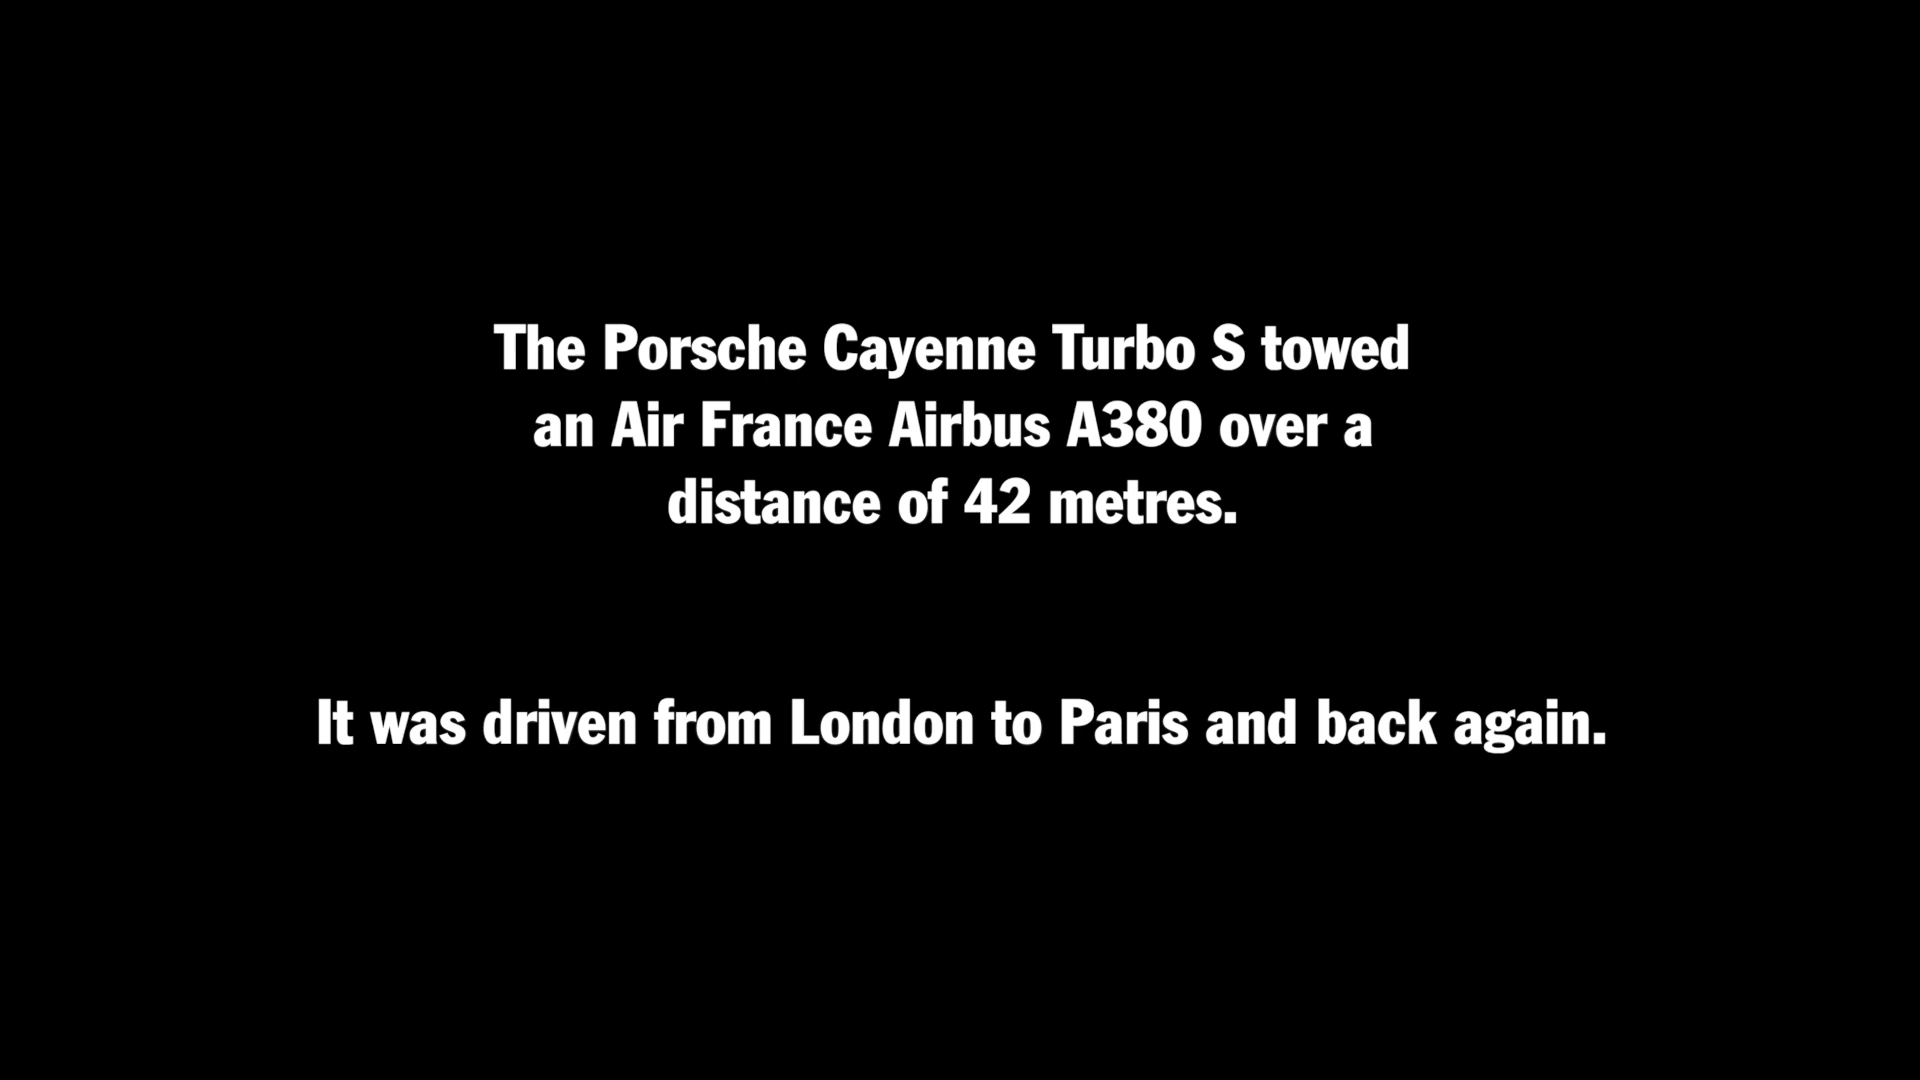 The Porsche Cayenne Turbo S towed
an Air France Airbus A380 over a
distance of 42 metres.
It was driven from London to Paris and back again.